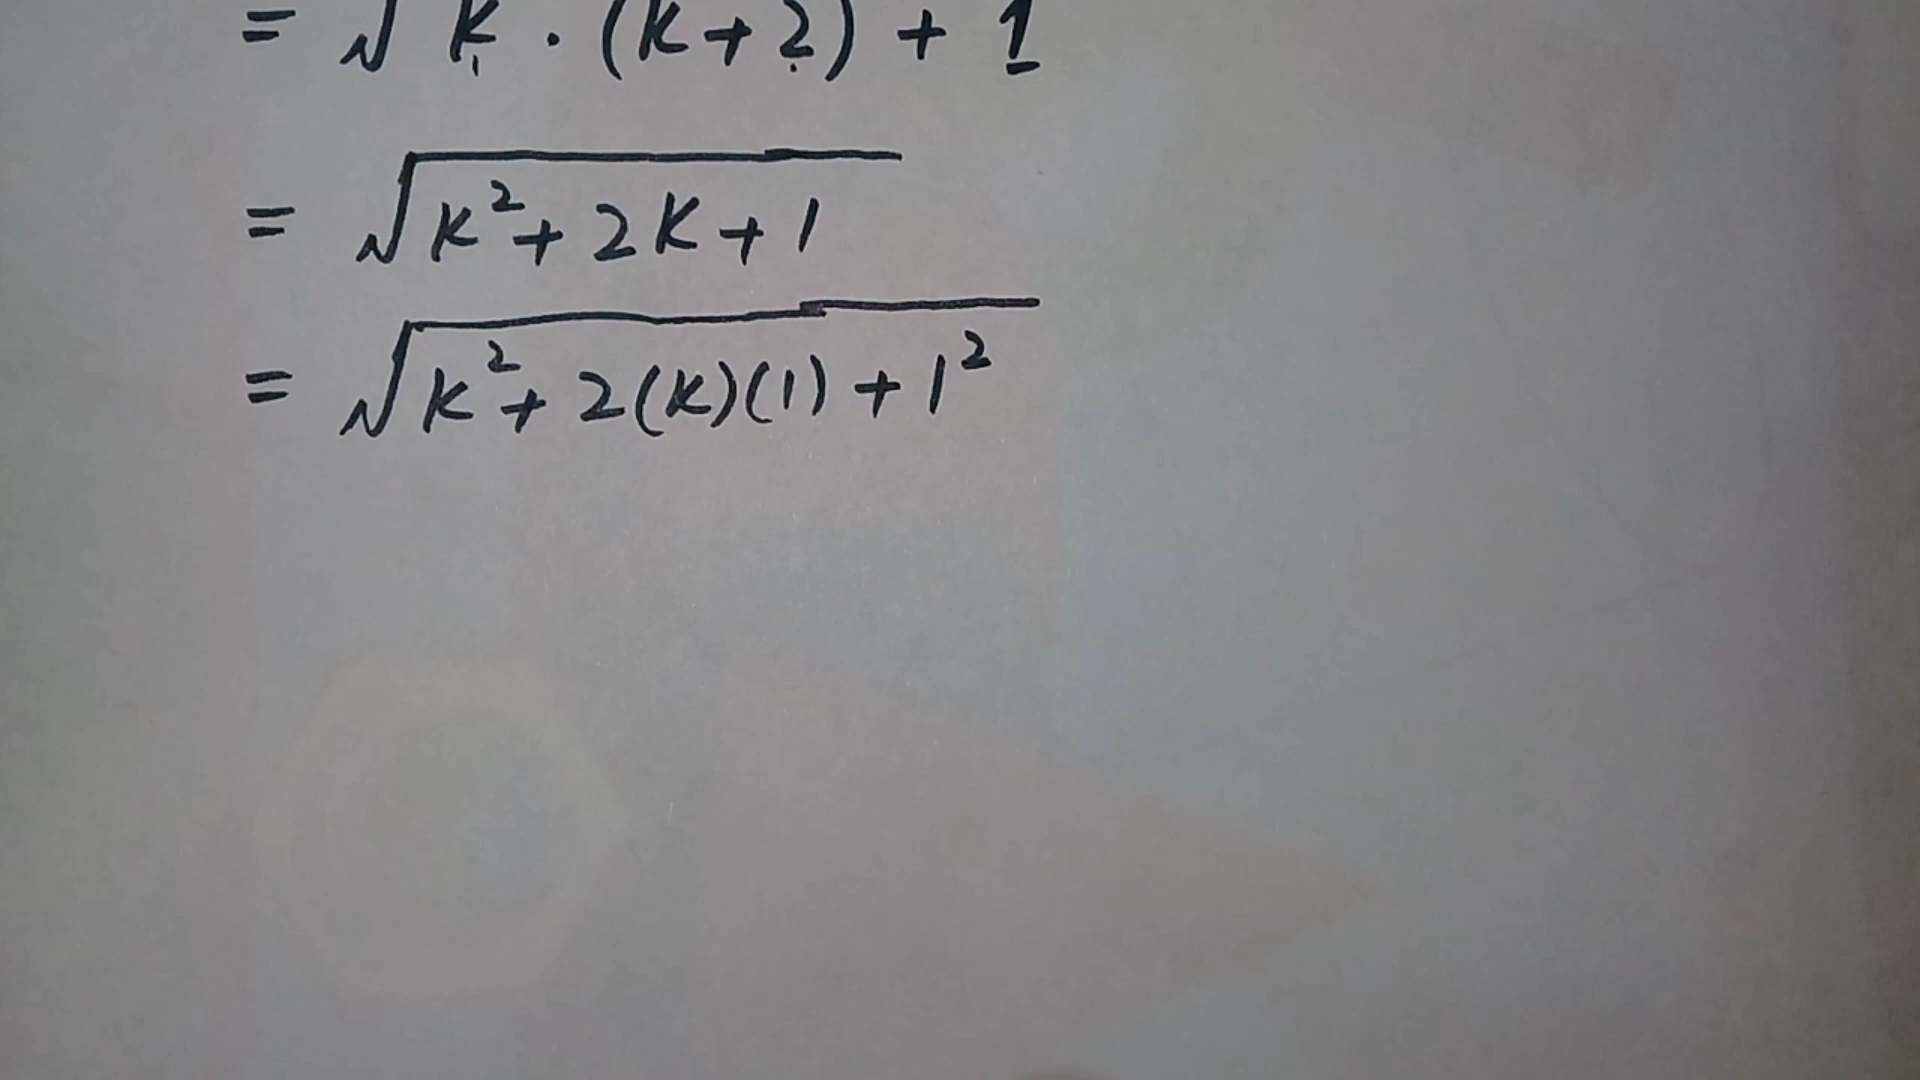 = √k · (k+2) + 1
= √k²+ 2k+1
= √k²+ 2(k)(1) + 1²